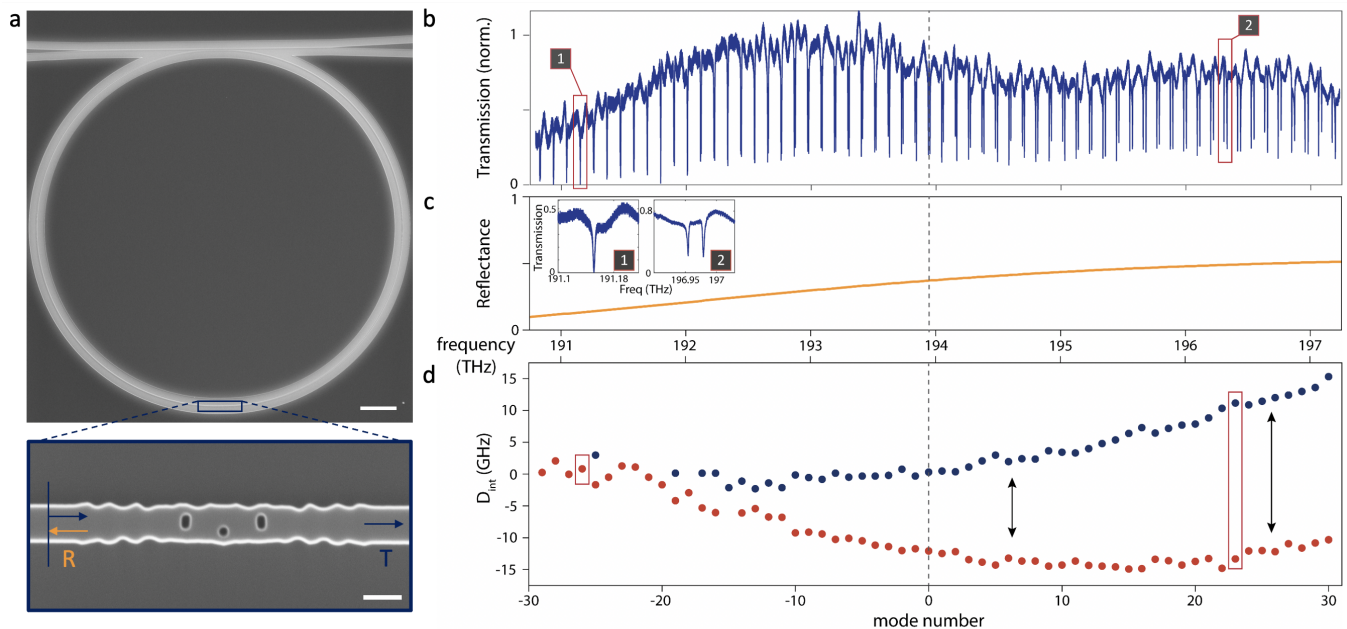 a
R
T
b
Transmission (norm.)
1
0
1
2
c
Reflectance
1
0
Transmission
0.5
0
191.1
191.18
1
0.8
0
196.95
197
2
Freq (THz)
frequency
(THz)
191
192
193
194
195
196
197
d
D_int (GHz)
15
10
5
0
-5
-10
-15
-30
-20
-10
0
10
20
30
mode number